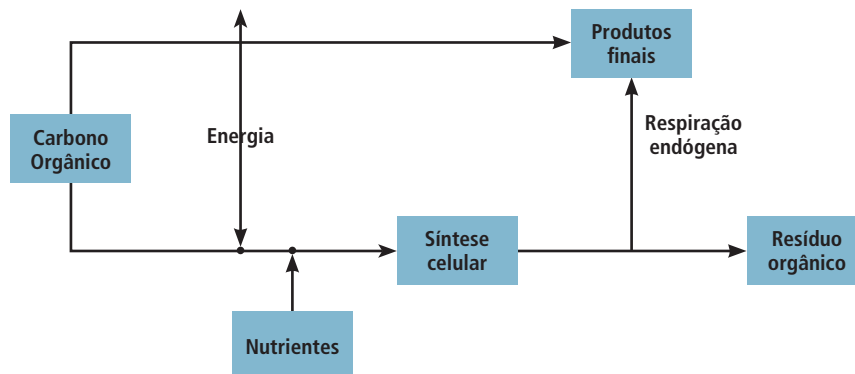 Produtos
finais
Carbono
Orgânico
Energia
Respiração
endógena
Síntese
celular
Resíduo
orgânico
Nutrientes